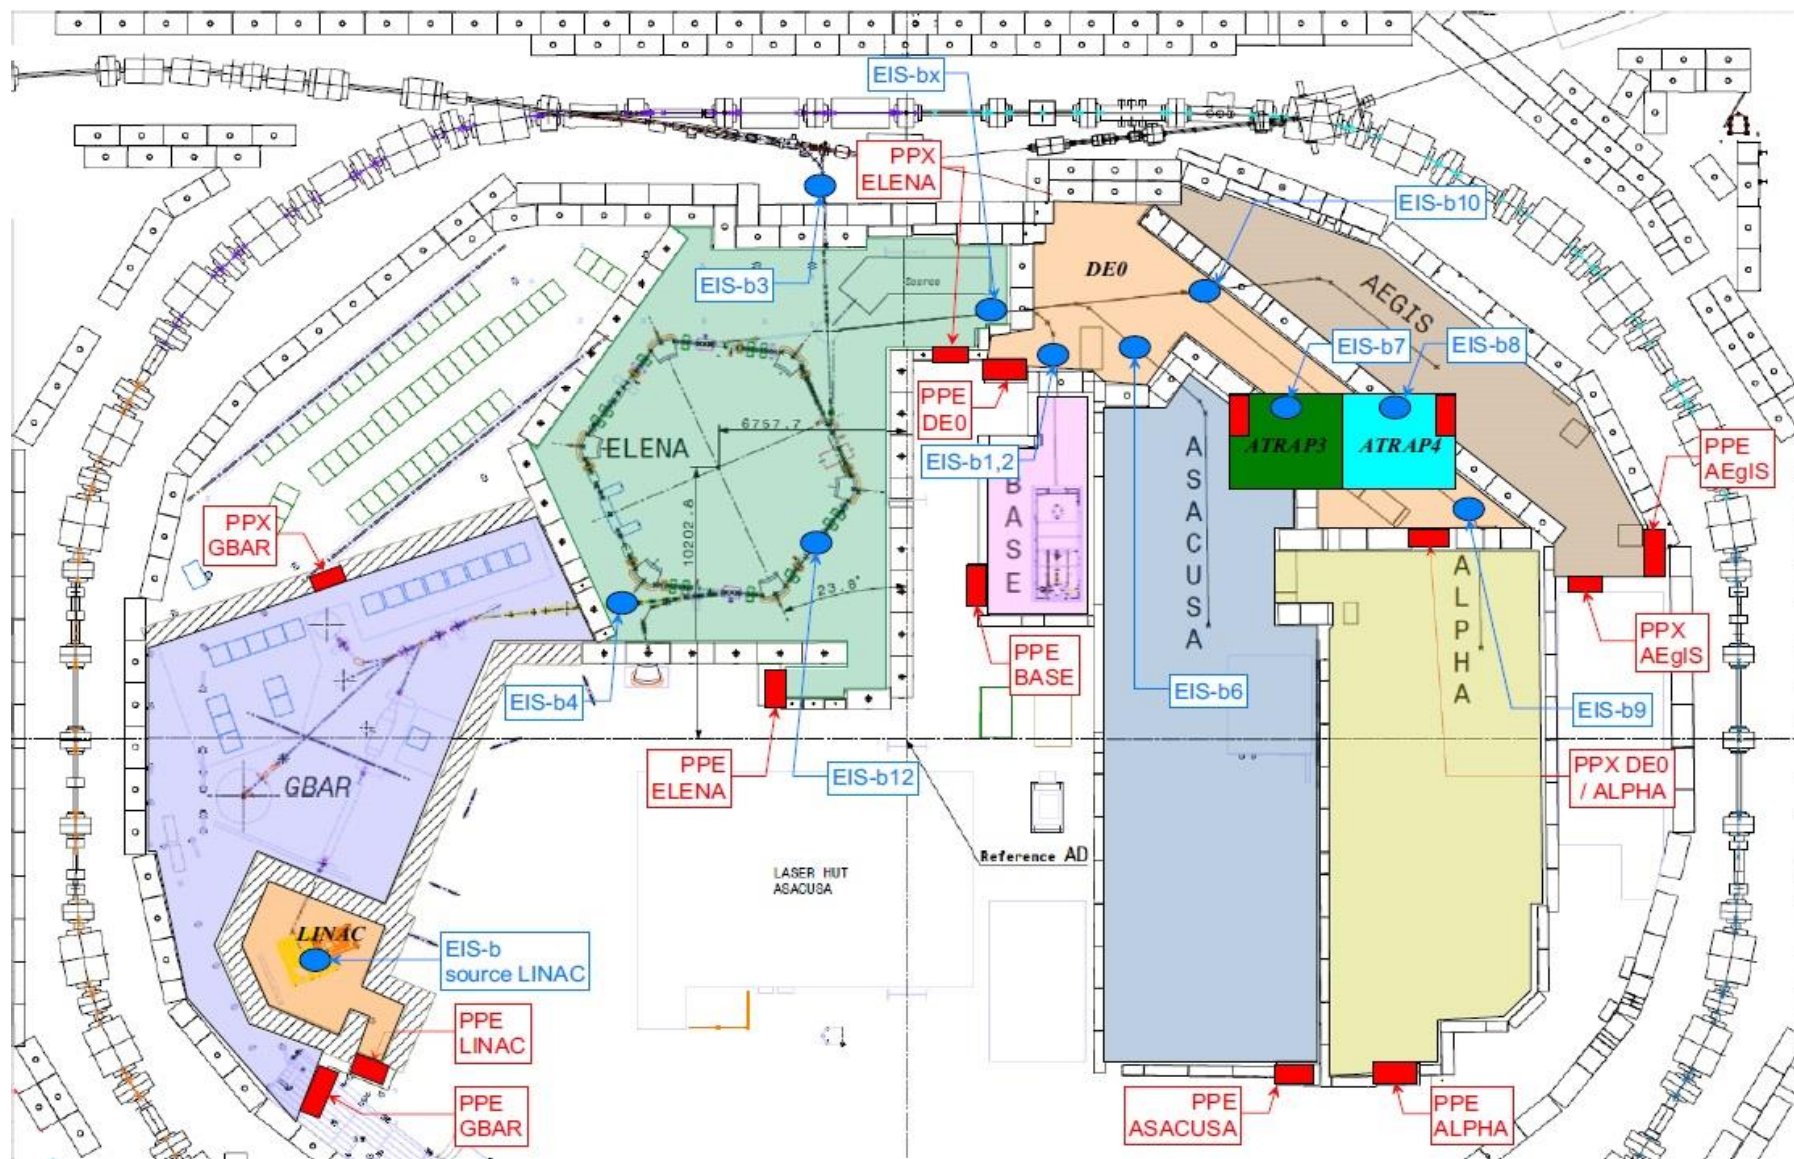 EIS-bx
PPX
ELENA
EIS-b10
EIS-b3
DE0
Source
AEGIS
EIS-b7
EIS-b8
PPE
DE0
6757.7
ELENA
ATRAP3
ATRAP4
EIS-b1,2
PPE
AEgIS
PPX
GBAR
10202.8
BASE
ASACUSA
ALPHA
23.8°
PPE
BASE
PPX
AEgIS
EIS-b4
EIS-b6
EIS-b9
PPE
ELENA
EIS-b12
PPX DE0
/ ALPHA
GBAR
Reference AD
LASER HUT
ASACUSA
LINAC
EIS-b
source LINAC
PPE
LINAC
PPE
GBAR
PPE
ASACUSA
PPE
ALPHA